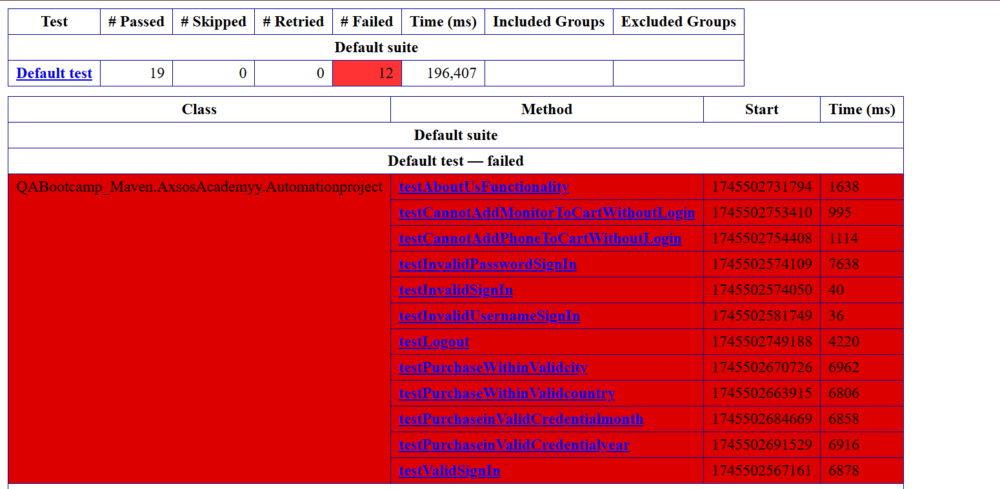 Test # Passed # Skipped # Retried # Failed Time (ms) Included Groups Excluded Groups
Default suite
Default test 19 0 0 12 196,407
Class Method Start Time (ms)
Default suite
Default test — failed
QABootcamp_Maven.AxsosAcademyy.Automationproject testAboutUsFunctionality 1745502731794 1638
testCannotAddMonitorToCartWithoutLogin 1745502753410 995
testCannotAddPhoneToCartWithoutLogin 1745502754408 1114
testInvalidPasswordSignIn 1745502574109 7638
testInvalidSignIn 1745502574050 40
testInvalidUsernameSignIn 1745502581749 36
testLogout 1745502749188 4220
testPurchaseWithinValidcity 1745502670726 6962
testPurchaseWithinValidcountry 1745502663915 6806
testPurchaseinValidCredentialmonth 1745502684669 6858
testPurchaseinValidCredentialyear 1745502691529 6916
testValidSignIn 1745502567161 6878